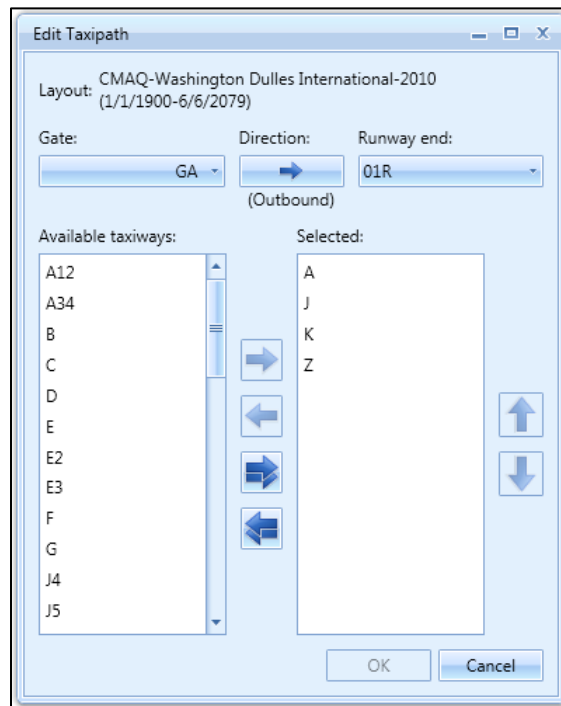 Edit Taxipath
Layout: CMAQ-Washington Dulles International-2010
(1/1/1900-6/6/2079)
Gate: Direction: Runway end:
GA 01R
(Outbound)
Available taxiways: Selected:
A12 A
A34 J
B K
C Z
D
E
E2
E3
F
G
J4
J5
OK Cancel